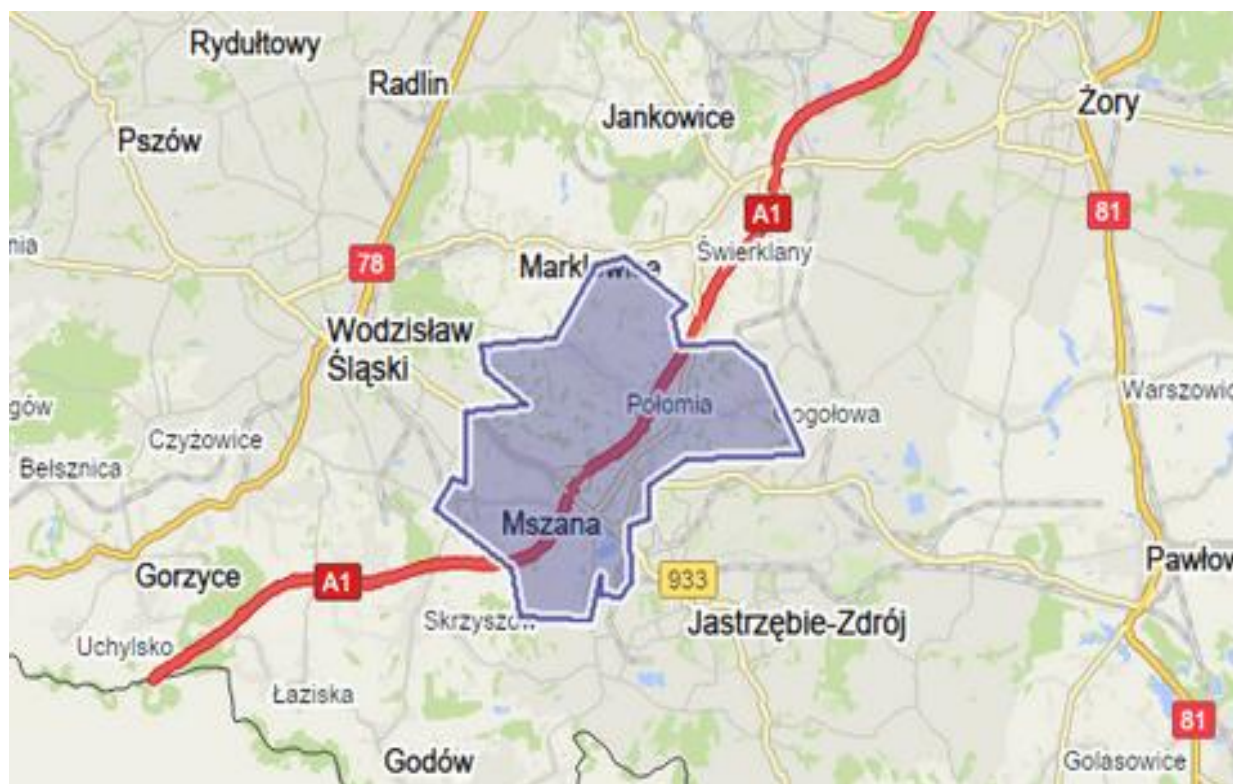 Rydułtowy
Radlin
Jankowice
Żory
Pszów
A1
81
Świerklany
78
Wodzisław
Śląski
Połomia
Warszowic
Czyżowice
Bełsznica
Mszana
Pawłow
Gorzyce
A1
933
Skrzyszów
Jastrzębie-Zdrój
Uchylsko
Łaziska
81
Godów
Golasowice